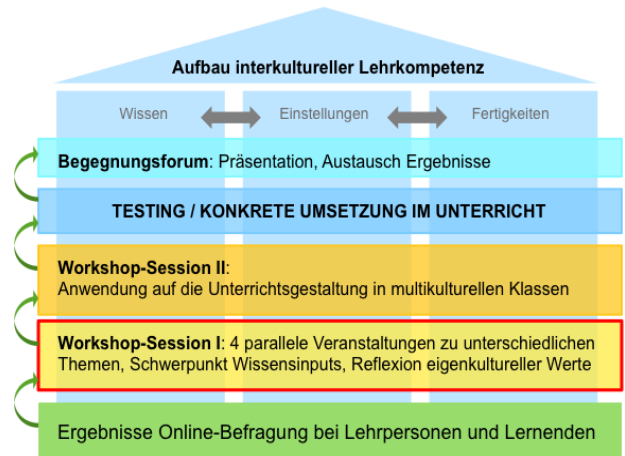 Aufbau interkultureller Lehrkompetenz
Wissen
Einstellungen
Fertigkeiten
Begegnungsforum: Präsentation, Austausch Ergebnisse
TESTING / KONKRETE UMSETZUNG IM UNTERRICHT
Workshop-Session II:
Anwendung auf die Unterrichtsgestaltung in multikulturellen Klassen
Workshop-Session I: 4 parallele Veranstaltungen zu unterschiedlichen
Themen, Schwerpunkt Wissensinputs, Reflexion eigenkultureller Werte
Ergebnisse Online-Befragung bei Lehrpersonen und Lernenden